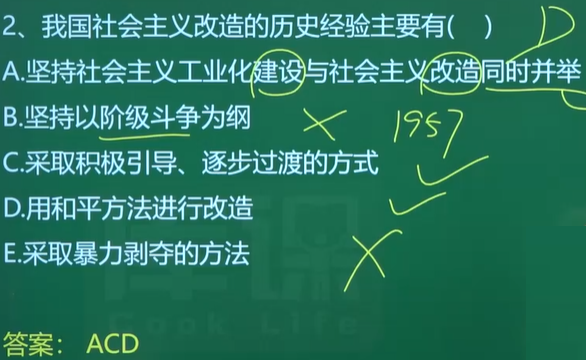 2、我国社会主义改造的历史经验主要有(    )
D
A.坚持社会主义工业化建设与社会主义改造同时并举
B.坚持以阶级斗争为纲
1957
C.采取积极引导、逐步过渡的方式
D.用和平方法进行改造
E.采取暴力剥夺的方法
库课
Cook Life
答案： ACD